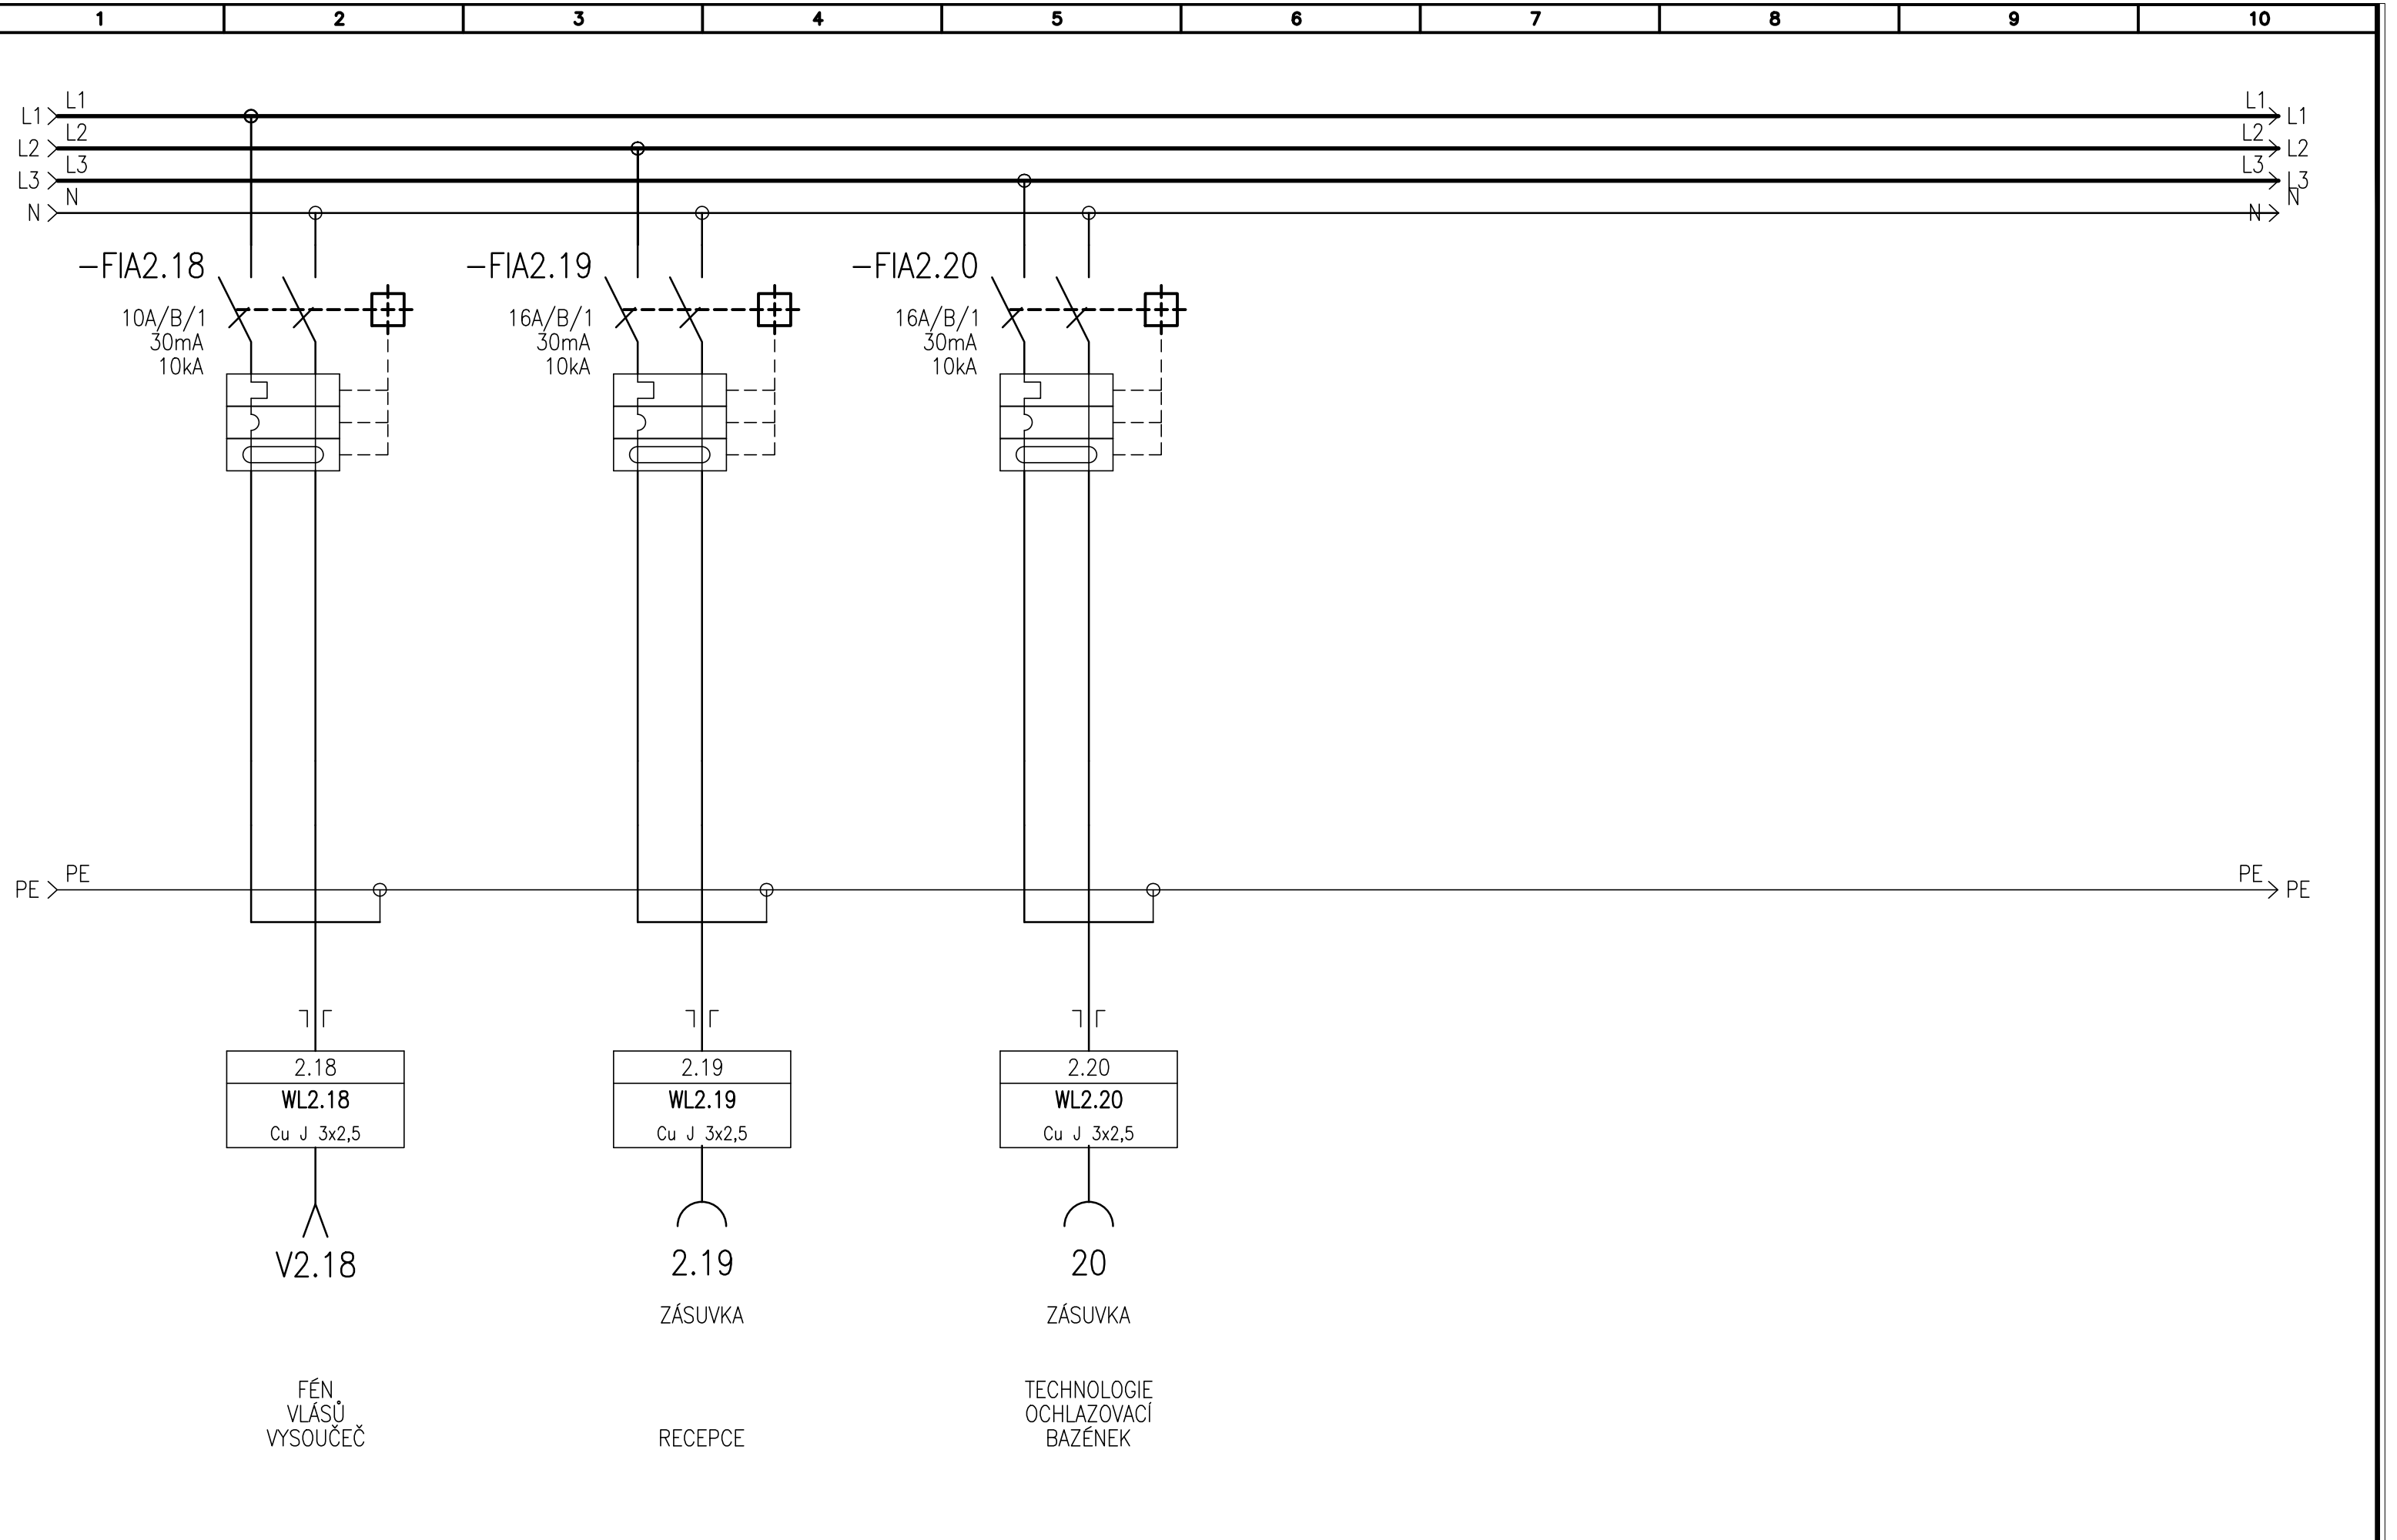 1 2 3 4 5 6 7 8 9 10
L1 L1
L1 L1
L2 L2
L2 L2
L3 L3
L3 L3
N N
N N
-FIA2.18 -FIA2.19 -FIA2.20
10A/B/1 16A/B/1 16A/B/1
30mA 30mA 30mA
10kA 10kA 10kA
PE PE
PE PE
2.18 2.19 2.20
WL2.18 WL2.19 WL2.20
Cu J 3x2,5 Cu J 3x2,5 Cu J 3x2,5
V2.18 2.19 20
ZÁSUVKA ZÁSUVKA
FÉN TECHNOLOGIE
VLÁSŮ OCHLAZOVACÍ
VYSOUČEČ RECEPCE BAZÉNEK